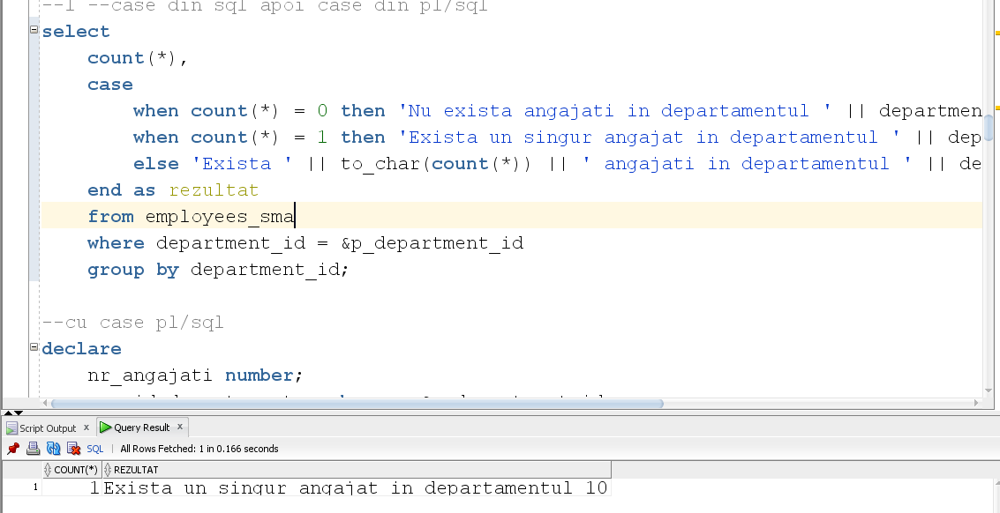 --1 --case din sql apoi case din pl/sql
select
count(*),
case
when count(*) = 0 then 'Nu exista angajati in departamentul ' || departmen
when count(*) = 1 then 'Exista un singur angajat in departamentul ' || dep
else 'Exista ' || to_char(count(*)) || ' angajati in departamentul ' || de
end as rezultat
from employees_sma
where department_id = &p_department_id
group by department_id;
--cu case pl/sql
declare
nr_angajati number;
Script Output x
Query Result x
SQL | All Rows Fetched: 1 in 0.166 seconds
COUNT(*) REZULTAT
1 1 Exista un singur angajat in departamentul 10